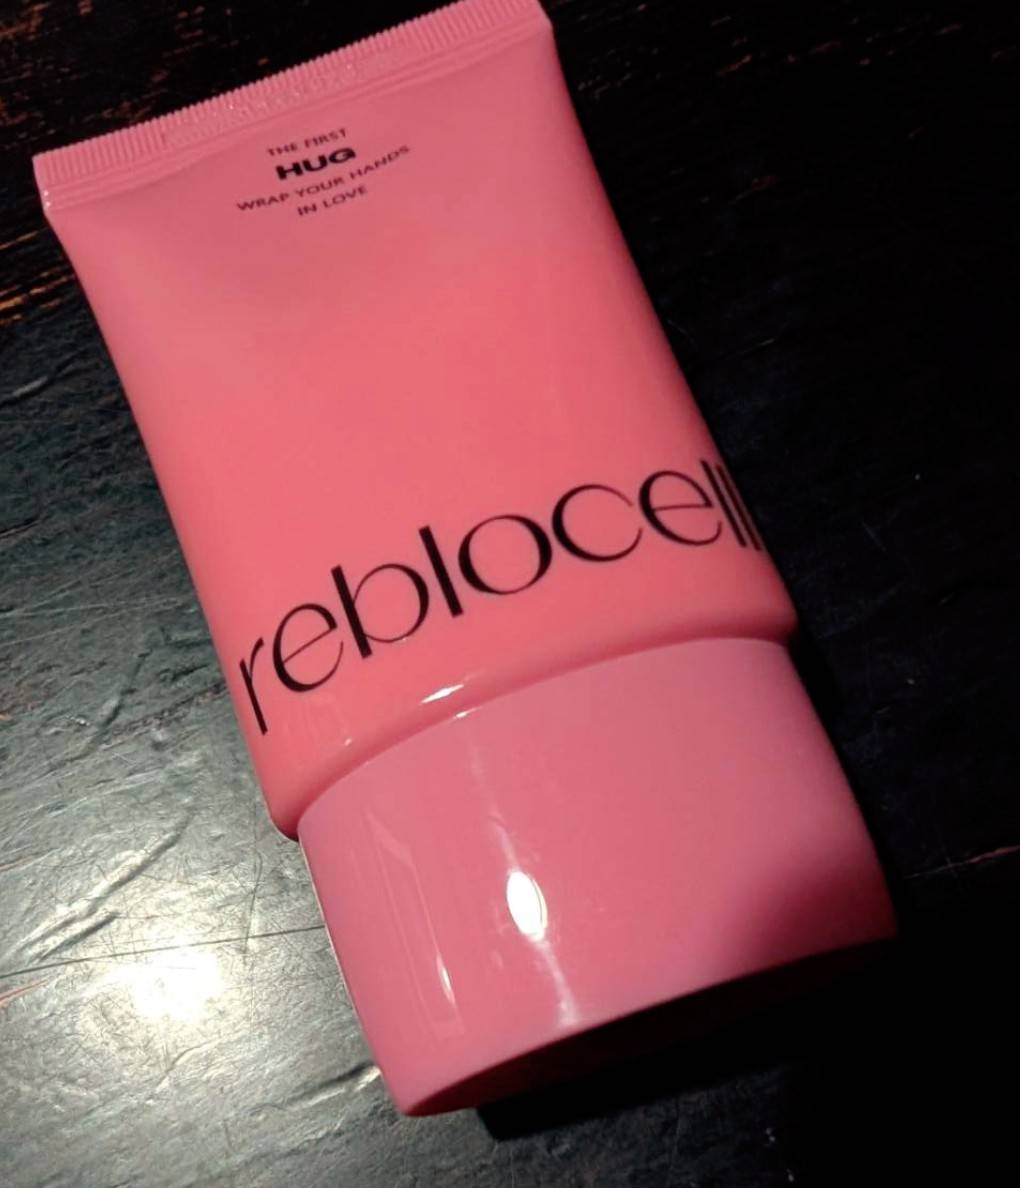 THE FIRST
HUG
WRAP YOUR HANDS
IN LOVE
reblocell